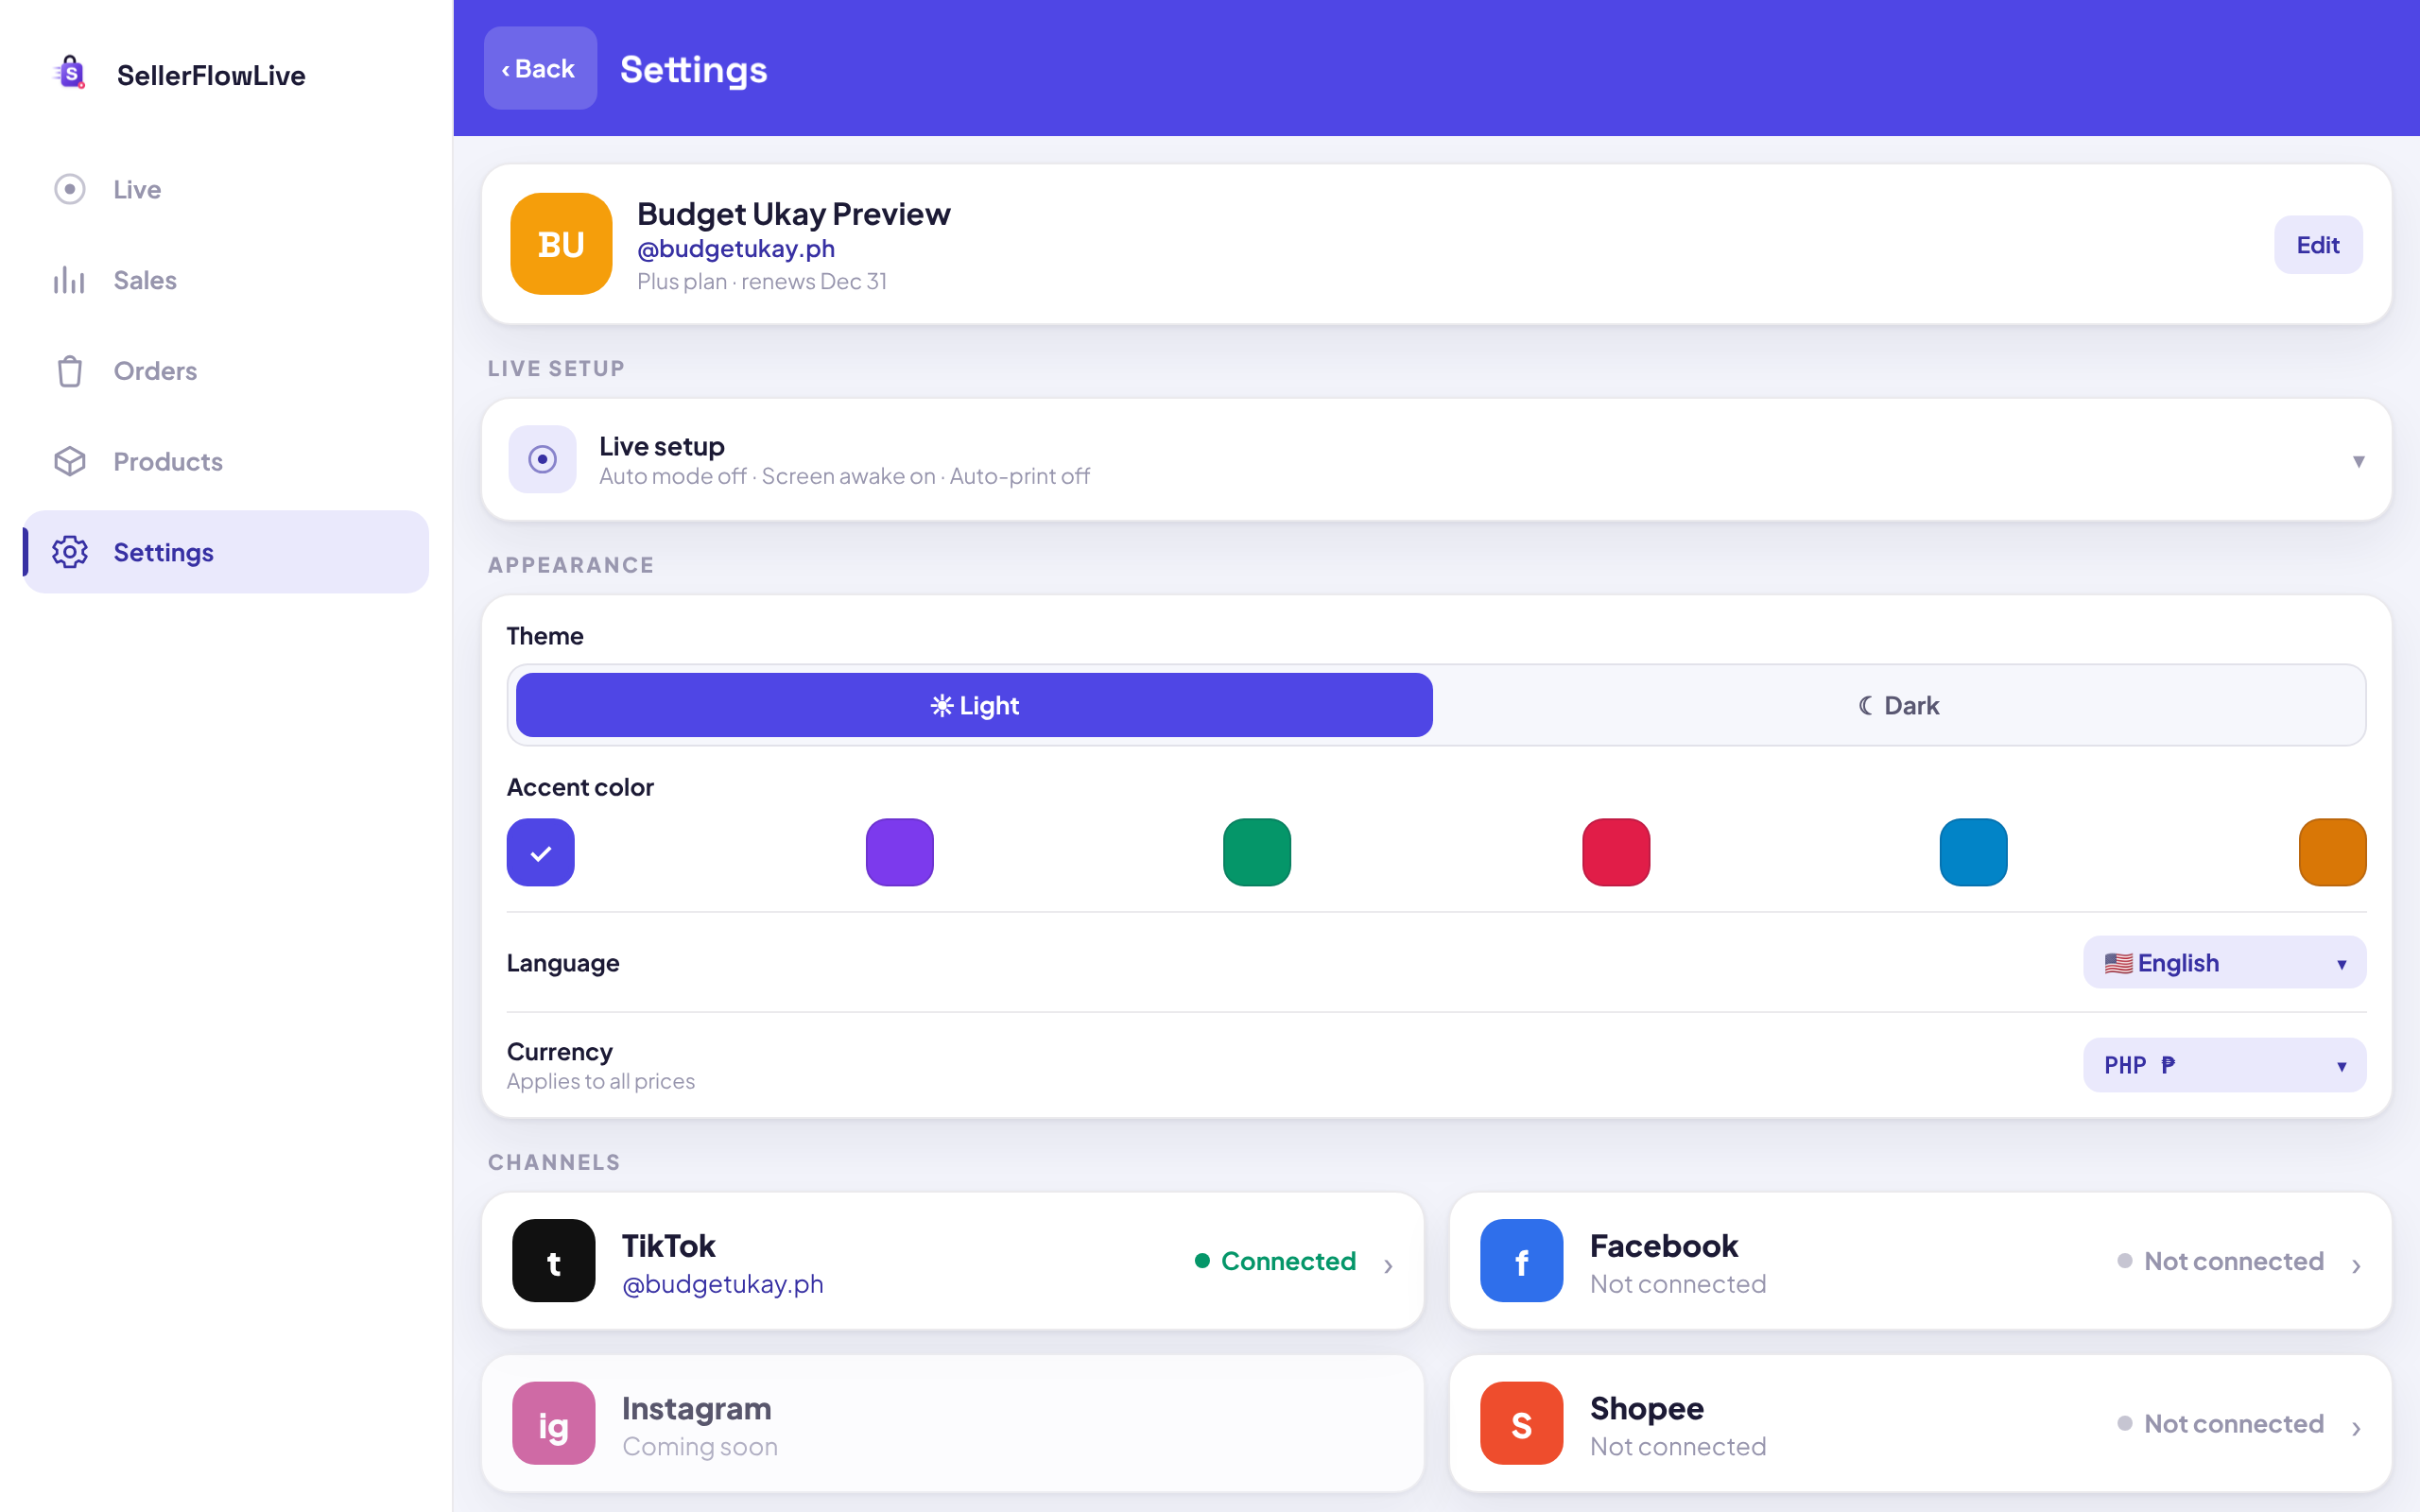 SellerFlowLive
Live
Sales
Orders
Products
Settings
‹ Back
Settings
BU
Budget Ukay Preview
@budgetukay.ph
Plus plan · renews Dec 31
Edit
LIVE SETUP
Live setup
Auto mode off · Screen awake on · Auto-print off
APPEARANCE
Theme
☀ Light
☾ Dark
Accent color
Language
🇺🇸 English
Currency
Applies to all prices
PHP ₱
CHANNELS
t
TikTok
@budgetukay.ph
Connected
f
Facebook
Not connected
Not connected
ig
Instagram
Coming soon
S
Shopee
Not connected
Not connected